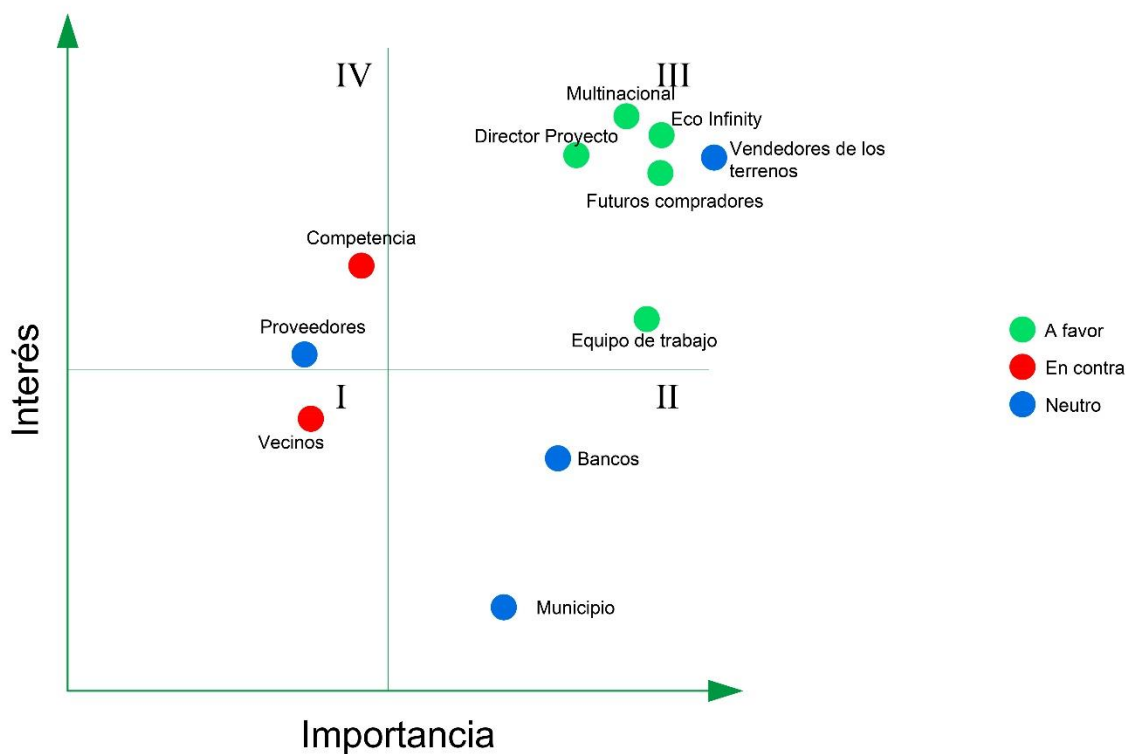 IV
III
Multinacional
Eco Infinity
Director Proyecto
Vendedores de los
terrenos
Futuros compradores
Competencia
Proveedores
Equipo de trabajo
A favor
En contra
Neutro
Interés
I
II
Vecinos
Bancos
Municipio
Importancia